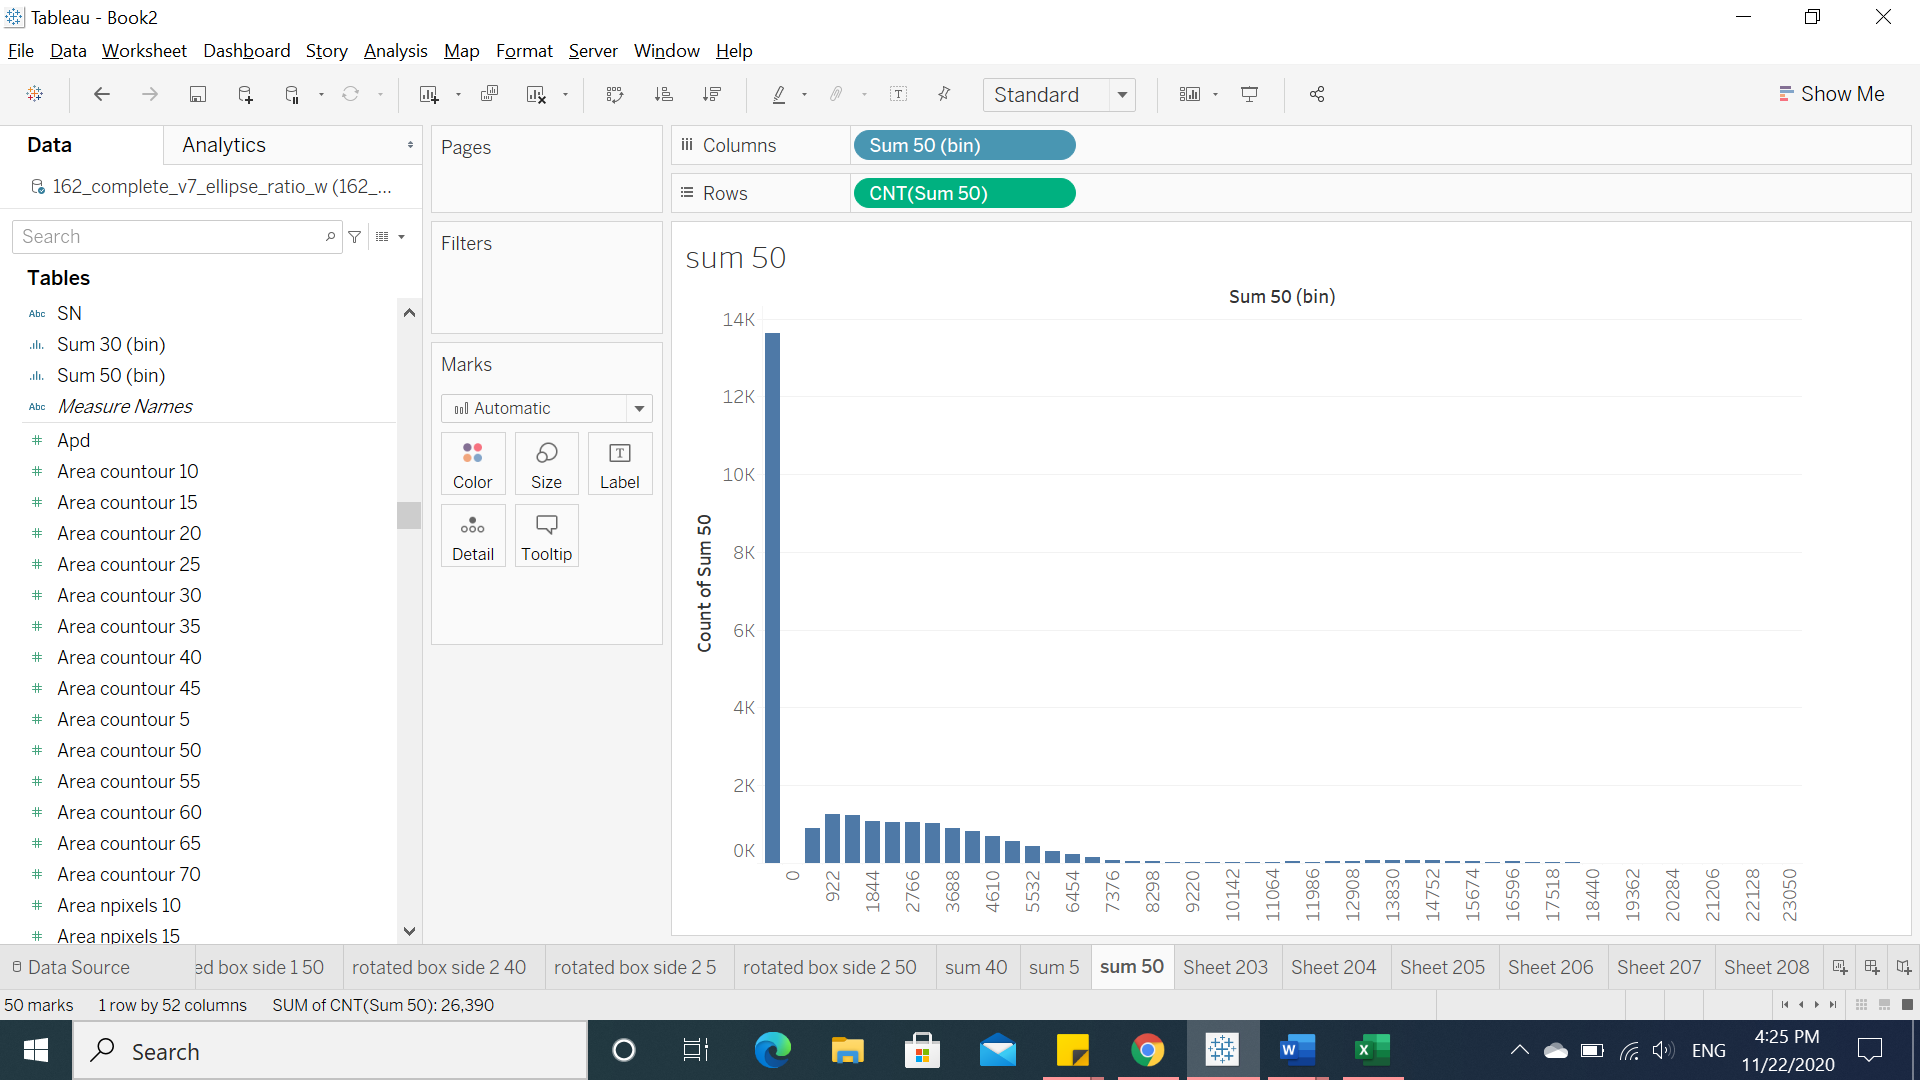 Tableau - Book2
File Data Worksheet Dashboard Story Analysis Map Format Server Window Help
Standard
Show Me
Data
Analytics
162_complete_v7_ellipse_ratio_w (162_...
Search
Tables
Abc SN
Sum 30 (bin)
Sum 50 (bin)
Abc Measure Names
# Apd
# Area countour 10
# Area countour 15
# Area countour 20
# Area countour 25
# Area countour 30
# Area countour 35
# Area countour 40
# Area countour 45
# Area countour 5
# Area countour 50
# Area countour 55
# Area countour 60
# Area countour 65
# Area countour 70
# Area npixels 10
# Area npixels 15
Pages
Filters
Marks
Automatic
Color Size Label
Detail Tooltip
Columns Sum 50 (bin)
Rows CNT(Sum 50)
sum 50
Sum 50 (bin)
Count of Sum 50
14K
12K
10K
8K
6K
4K
2K
0K
0 922 1844 2766 3688 4610 5532 6454 7376 8298 9220 10142 11064 11986 12908 13830 14752 15674 16596 17518 18440 19362 20284 21206 22128 23050
Data Source ed box side 1 50 rotated box side 2 40 rotated box side 2 5 rotated box side 2 50 sum 40 sum 5 sum 50 Sheet 203 Sheet 204 Sheet 205 Sheet 206 Sheet 207 Sheet 208
50 marks 1 row by 52 columns SUM of CNT(Sum 50): 26,390
Search
ENG
4:25 PM
11/22/2020